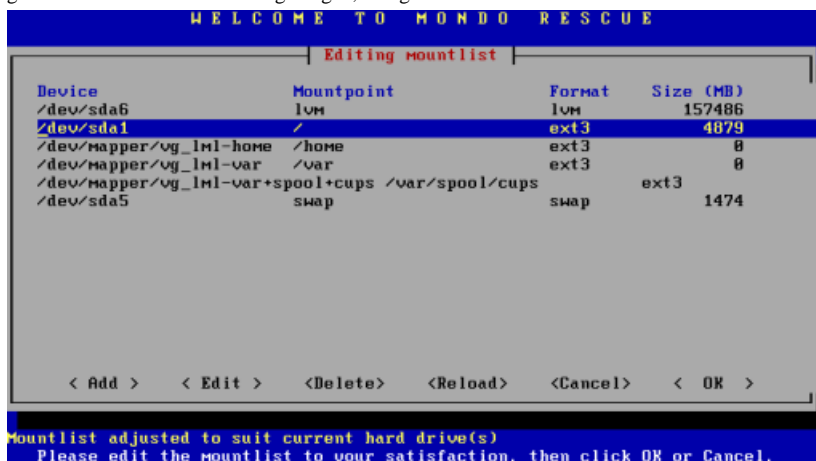 WELCOME TO MONDO RESCUE
Editing mountlist
Device Mountpoint Format Size (MB)
/dev/sda6 lvm lvm 157486
/dev/sda1 / ext3 4879
/dev/mapper/vg_lml-home /home ext3 0
/dev/mapper/vg_lml-var /var ext3 0
/dev/mapper/vg_lml-var+spool+cups /var/spool/cups ext3
/dev/sda5 swap swap 1474
< Add > < Edit > <Delete> <Reload> <Cancel> < OK >
Mountlist adjusted to suit current hard drive(s)
Please edit the mountlist to your satisfaction, then click OK or Cancel.